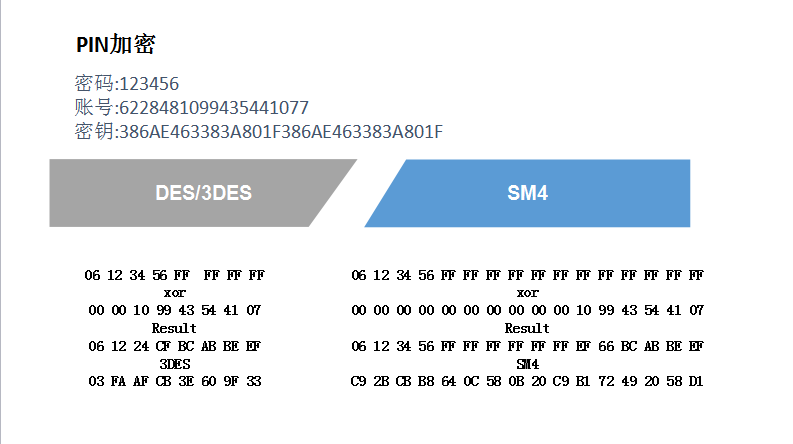 PIN加密
密码:123456
账号:6228481099435441077
密钥:386AE463383A801F386AE463383A801F
DES/3DES
SM4
06 12 34 56 FF FF FF FF
xor
00 00 10 99 43 54 41 07
Result
06 12 24 CF BC AB BE EF
3DES
03 FA AF CB 3E 60 9F 33
06 12 34 56 FF FF FF FF FF FF FF FF FF FF FF FF
xor
00 00 00 00 00 00 00 00 00 00 10 99 43 54 41 07
Result
06 12 34 56 FF FF FF FF FF FF EF 66 BC AB BE EF
SM4
C9 2B CB B8 64 0C 58 0B 20 C9 B1 72 49 20 58 D1